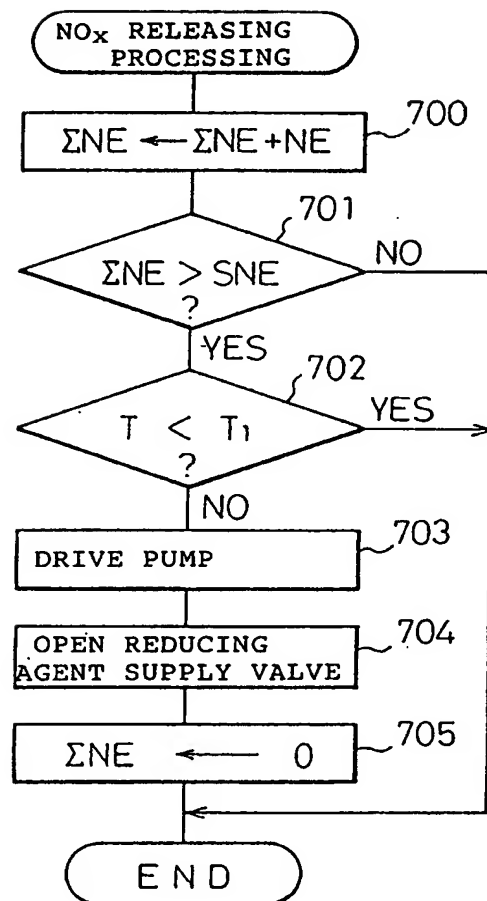 NOx RELEASING
PROCESSING
ΣNE ← ΣNE + NE
700
701
ΣNE > SNE
?
NO
YES
702
T < T1
?
YES
NO
DRIVE PUMP
703
OPEN REDUCING
AGENT SUPPLY VALVE
704
ΣNE ← 0
705
END